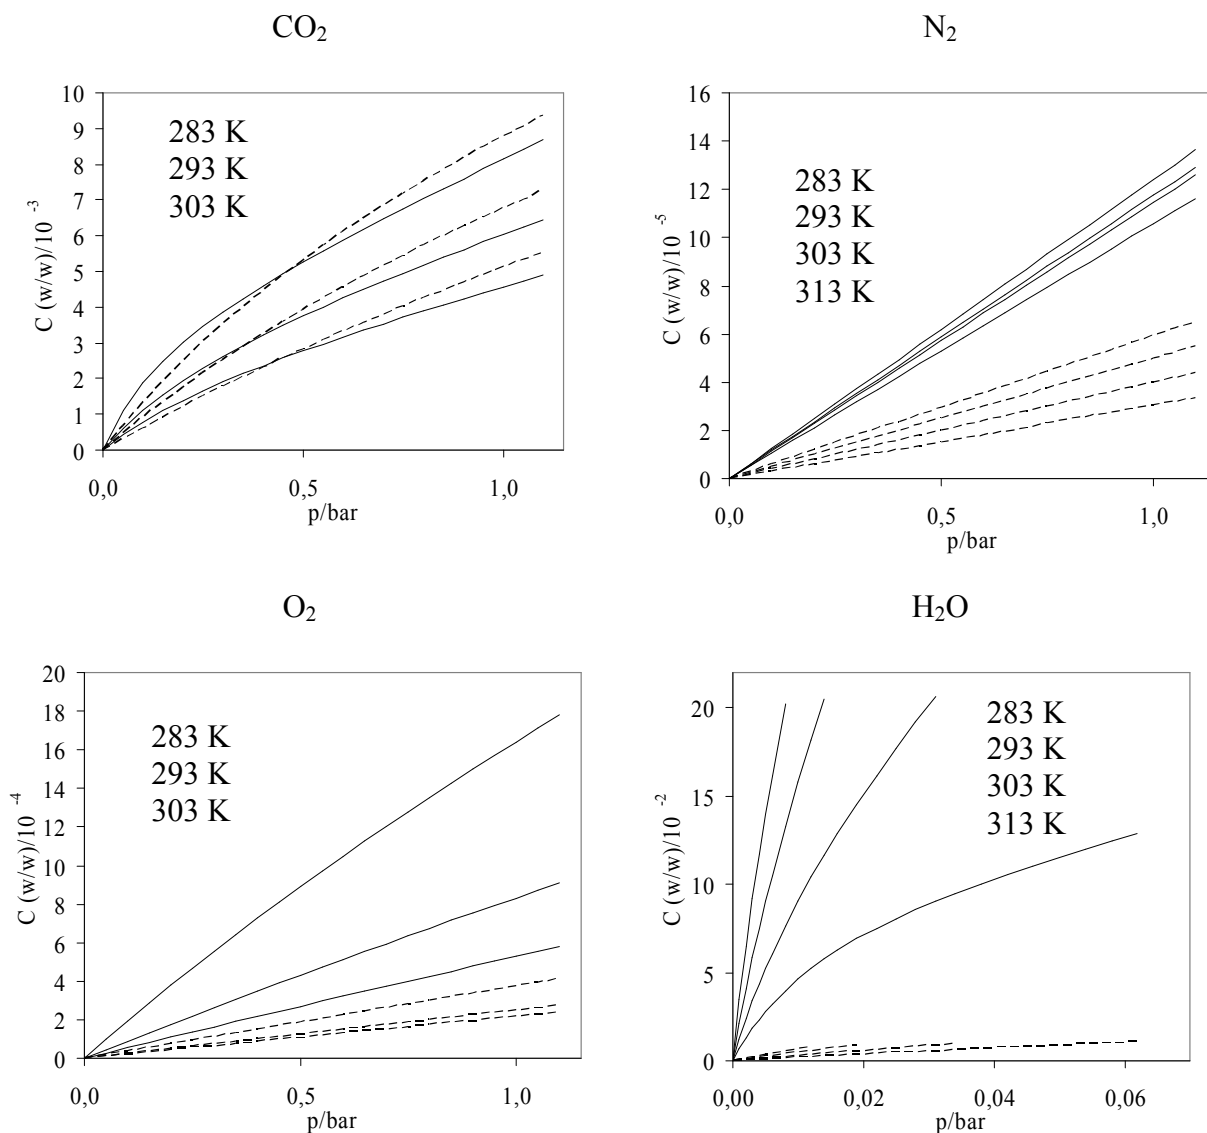 CO₂
C (w/w)/10 -3
10
9
8
7
6
5
4
3
2
1
0
283 K
293 K
303 K
0,0 0,5 1,0
p/bar
N₂
C (w/w)/10 -5
16
14
12
10
8
6
4
2
0
283 K
293 K
303 K
313 K
0,0 0,5 1,0
p/bar
O₂
C (w/w)/10 -4
20
18
16
14
12
10
8
6
4
2
0
283 K
293 K
303 K
0,0 0,5 1,0
p/bar
H₂O
C (w/w)/10 -2
20
15
10
5
0
283 K
293 K
303 K
313 K
0,00 0,02 0,04 0,06
p/bar